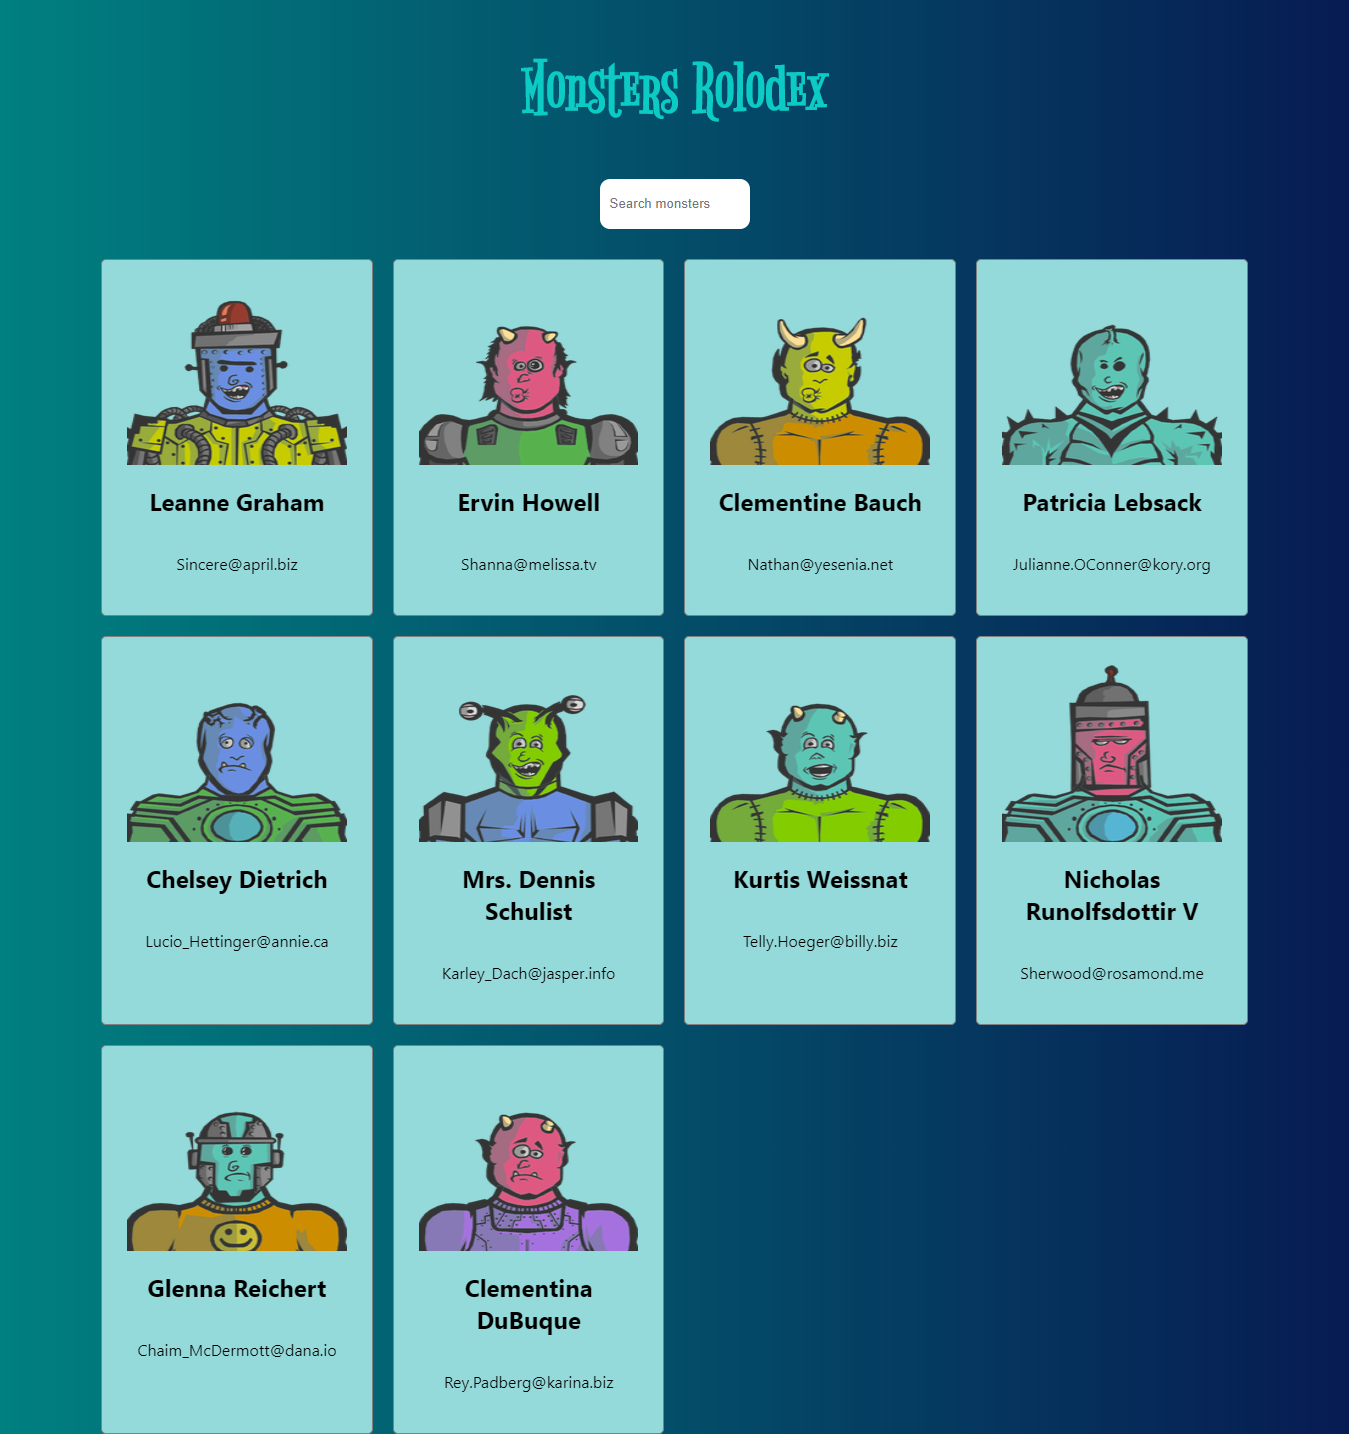 Monsters Rolodex
Search monsters
Leanne Graham
Sincere@april.biz
Ervin Howell
Shanna@melissa.tv
Clementine Bauch
Nathan@yesenia.net
Patricia Lebsack
Julianne.OConner@kory.org
Chelsey Dietrich
Lucio_Hettinger@annie.ca
Mrs. Dennis
Schulist
Karley_Dach@jasper.info
Kurtis Weissnat
Telly.Hoeger@billy.biz
Nicholas
Runolfsdottir V
Sherwood@rosamond.me
Glenna Reichert
Chaim_McDermott@dana.io
Clementina
DuBuque
Rey.Padberg@karina.biz